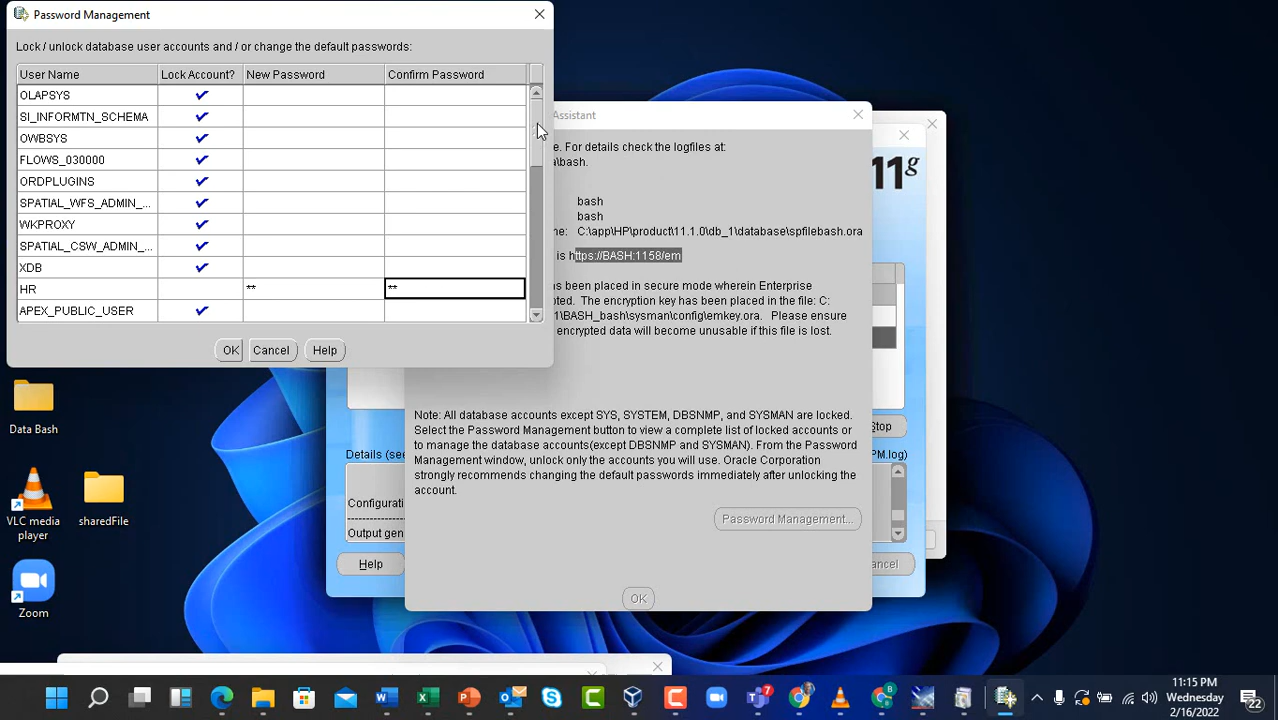 Password Management
Lock / unlock database user accounts and / or change the default passwords:
User Name Lock Account? New Password Confirm Password
OLAPSYS
SI_INFORMTN_SCHEMA
OWBSYS
FLOWS_030000
ORDPLUGINS
SPATIAL_WFS_ADMIN_...
WKPROXY
SPATIAL_CSW_ADMIN_...
XDB
HR ** **
APEX_PUBLIC_USER
OK Cancel Help
Assistant
e. For details check the logfiles at:
a\bash.
bash
bash
ne: C:\app\HP\product\11.1.0\db_1\database\spfilebash.ora
is https://BASH:1158/em
as been placed in secure mode wherein Enterprise
pted. The encryption key has been placed in the file: C:
1\BASH_bash\sysman\config\emkey.ora. Please ensure
encrypted data will become unusable if this file is lost.
Note: All database accounts except SYS, SYSTEM, DBSNMP, and SYSMAN are locked.
Select the Password Management button to view a complete list of locked accounts or
to manage the database accounts(except DBSNMP and SYSMAN). From the Password
Management window, unlock only the accounts you will use. Oracle Corporation
strongly recommends changing the default passwords immediately after unlocking the
account.
Password Management...
OK
11g
Stop
Details (see
PM.log)
Configurati
Output gen
Help
ancel
Data Bash
VLC media
player
sharedFile
Zoom
11:15 PM
Wednesday
2/16/2022
22